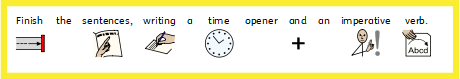 Finish the sentences, writing a time opener and an imperative verb.
Abcd